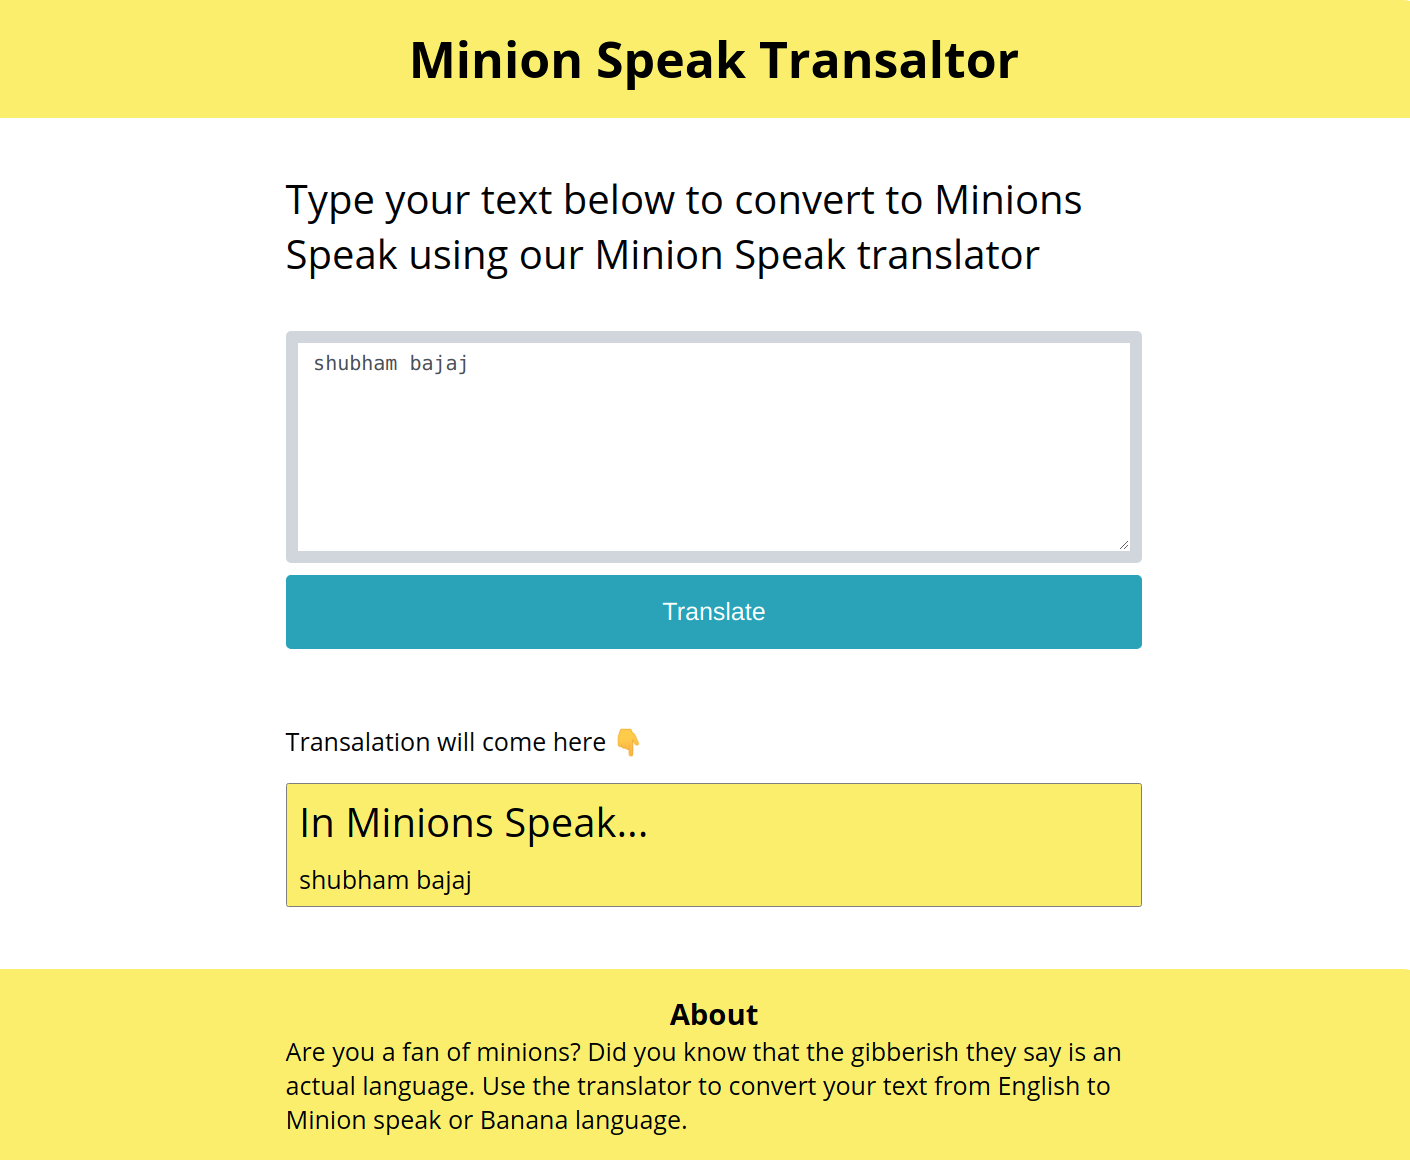 Minion Speak Transaltor
Type your text below to convert to Minions
Speak using our Minion Speak translator
shubham bajaj
Translate
Transalation will come here 👇
In Minions Speak...
shubham bajaj
About
Are you a fan of minions? Did you know that the gibberish they say is an
actual language. Use the translator to convert your text from English to
Minion speak or Banana language.